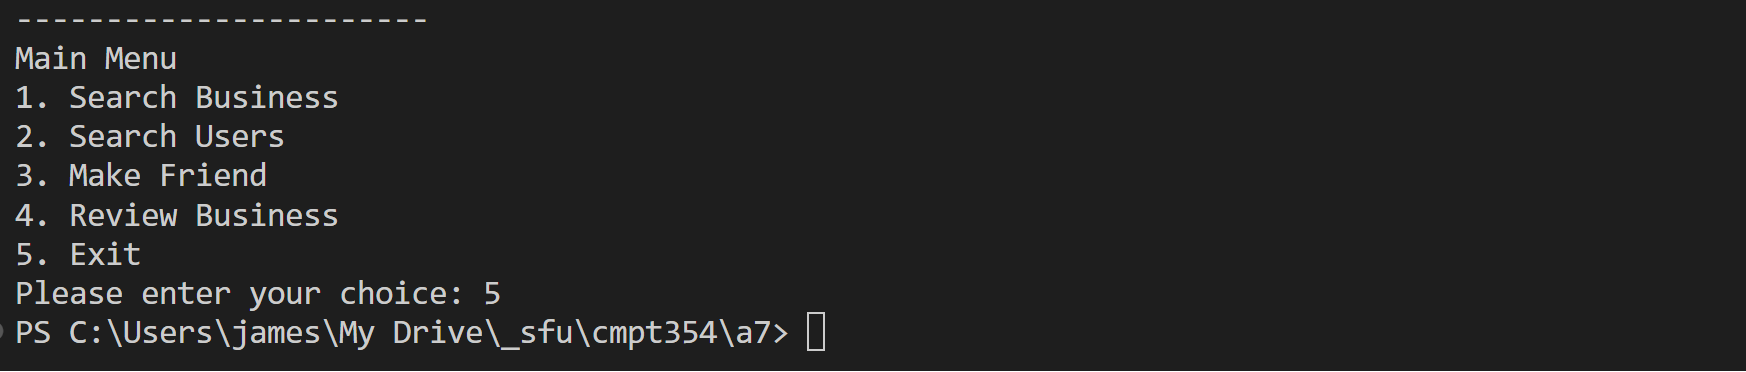 -----------------------
Main Menu
1. Search Business
2. Search Users
3. Make Friend
4. Review Business
5. Exit
Please enter your choice: 5
PS C:\Users\james\My Drive\_sfu\cmpt354\a7>